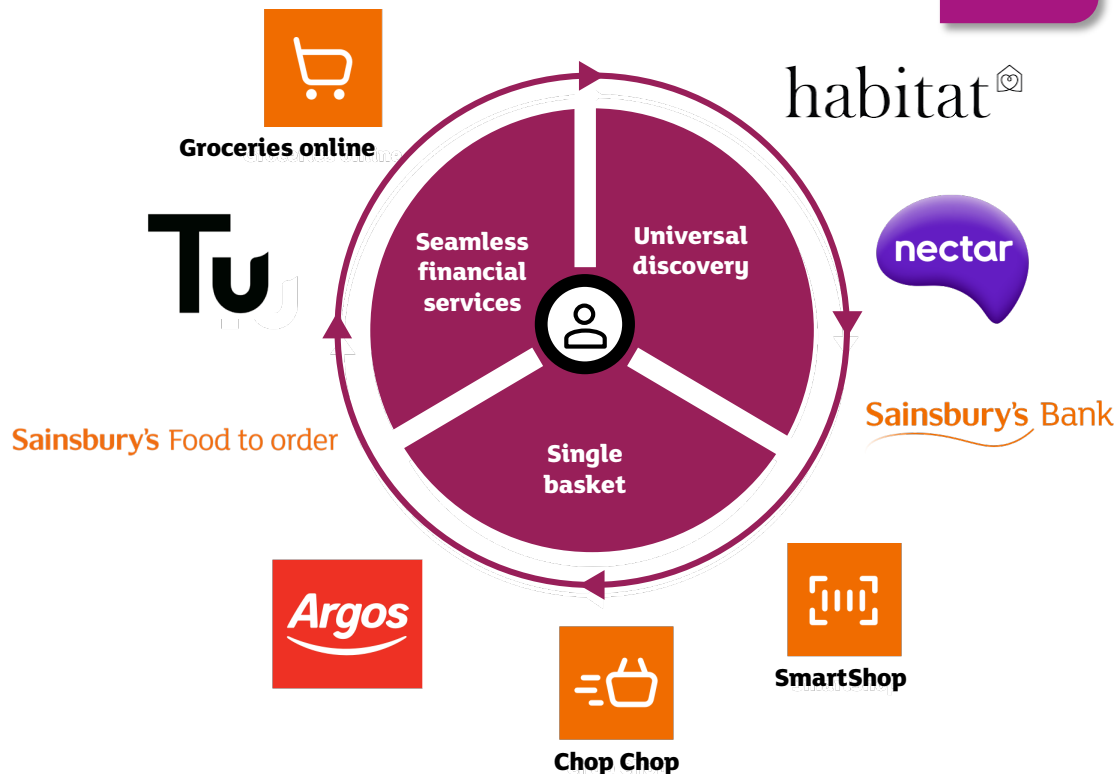 habitat
Groceries online
Seamless
financial
services
Universal
discovery
Tu
nectar
Sainsbury's Food to order
Sainsbury's Bank
Single
basket
Argos
SmartShop
Chop Chop